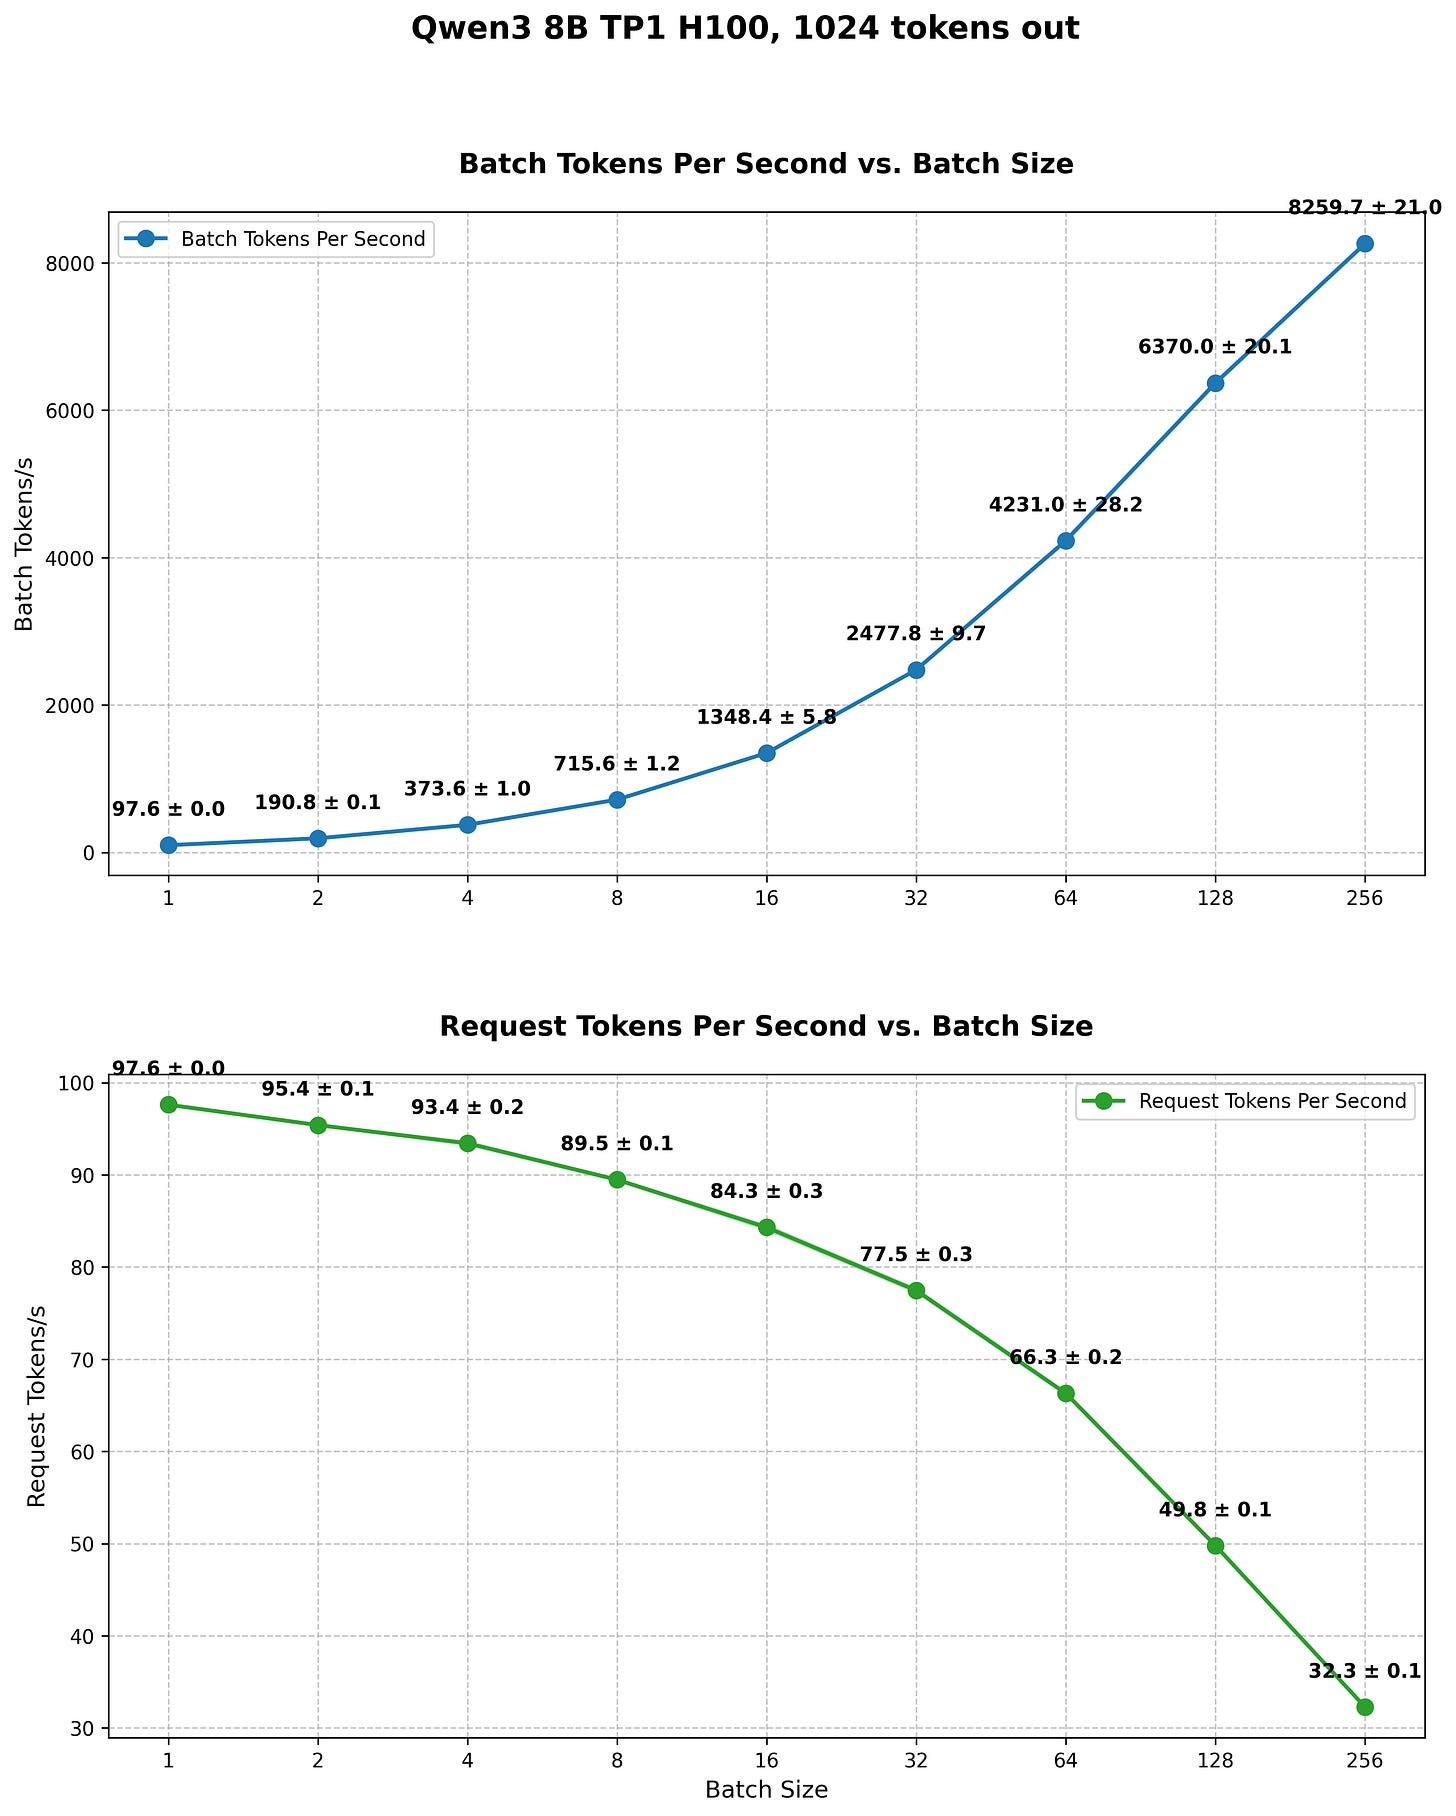 Qwen3 8B TP1 H100, 1024 tokens out
Batch Tokens Per Second vs. Batch Size
Batch Tokens Per Second
Batch Tokens/s
8000
6000
4000
2000
0
97.6 ± 0.0
190.8 ± 0.1
373.6 ± 1.0
715.6 ± 1.2
1348.4 ± 5.8
2477.8 ± 9.7
4231.0 ± 28.2
6370.0 ± 20.1
8259.7 ± 21.0
1 2 4 8 16 32 64 128 256
Request Tokens Per Second vs. Batch Size
Request Tokens Per Second
Request Tokens/s
100
90
80
70
60
50
40
30
97.6 ± 0.0
95.4 ± 0.1
93.4 ± 0.2
89.5 ± 0.1
84.3 ± 0.3
77.5 ± 0.3
66.3 ± 0.2
49.8 ± 0.1
32.3 ± 0.1
1 2 4 8 16 32 64 128 256
Batch Size